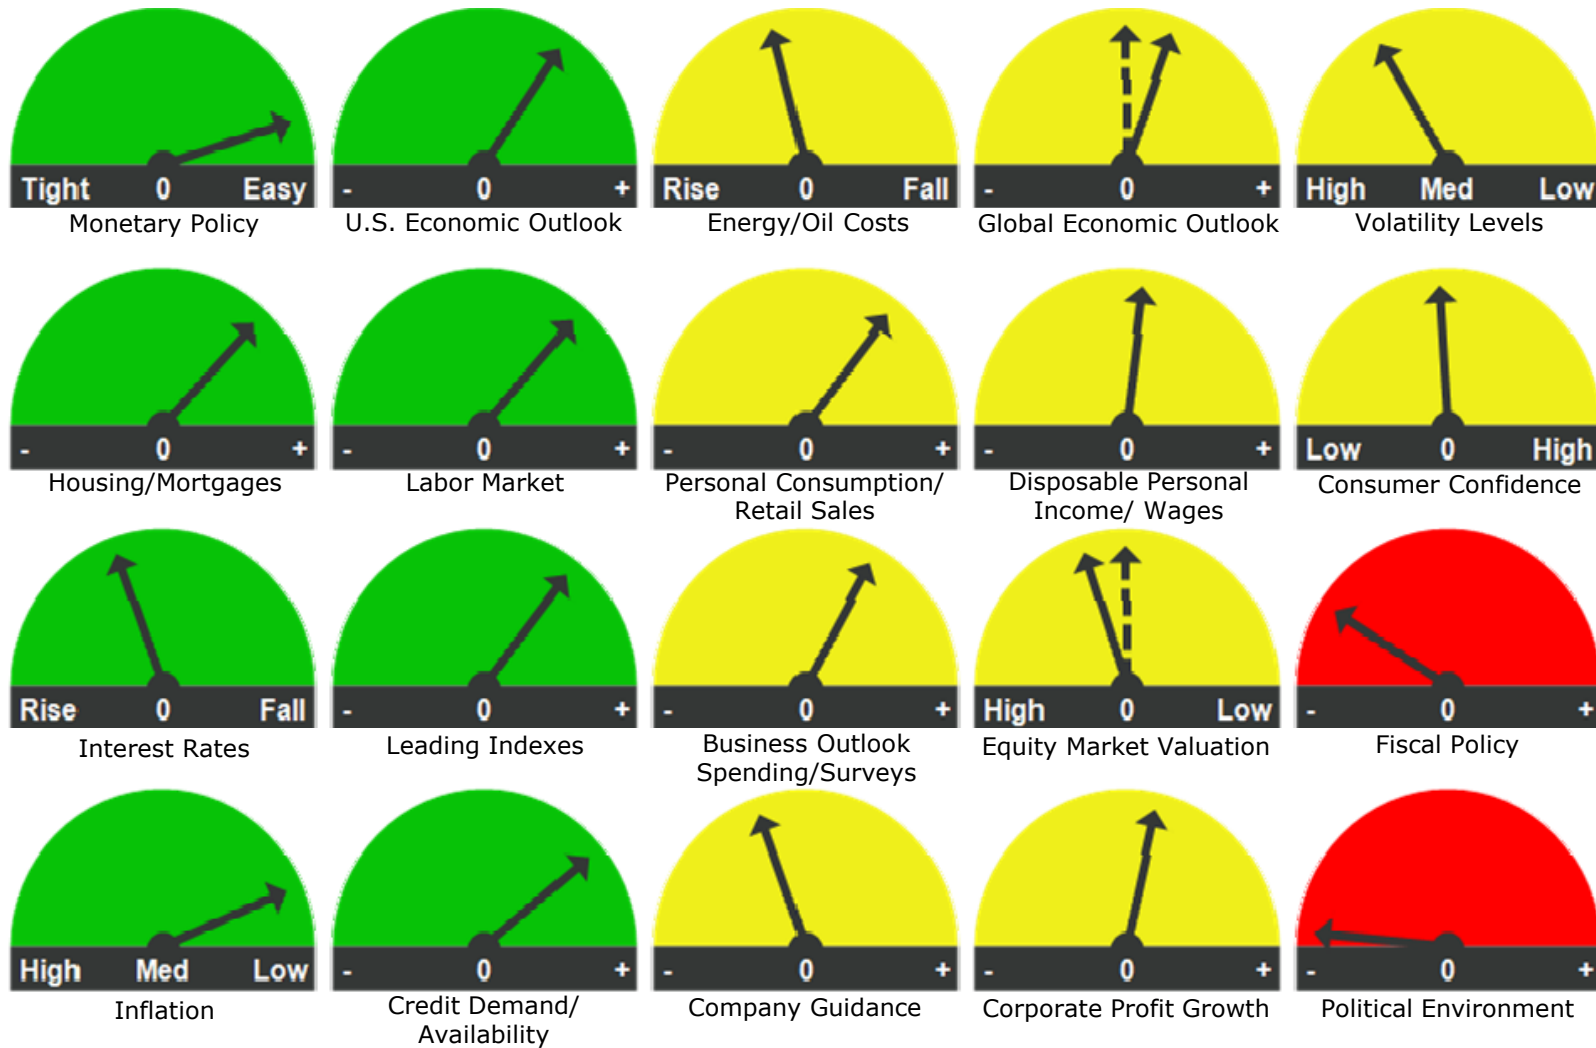 Tight 0 Easy
Monetary Policy
- 0 +
U.S. Economic Outlook
Rise 0 Fall
Energy/Oil Costs
- 0 +
Global Economic Outlook
High Med Low
Volatility Levels
- 0 +
Housing/Mortgages
- 0 +
Labor Market
- 0 +
Personal Consumption/
Retail Sales
- 0 +
Disposable Personal
Income/ Wages
Low 0 High
Consumer Confidence
Rise 0 Fall
Interest Rates
- 0 +
Leading Indexes
- 0 +
Business Outlook
Spending/Surveys
High 0 Low
Equity Market Valuation
- 0 +
Fiscal Policy
High Med Low
Inflation
- 0 +
Credit Demand/
Availability
- 0 +
Company Guidance
- 0 +
Corporate Profit Growth
- 0 +
Political Environment